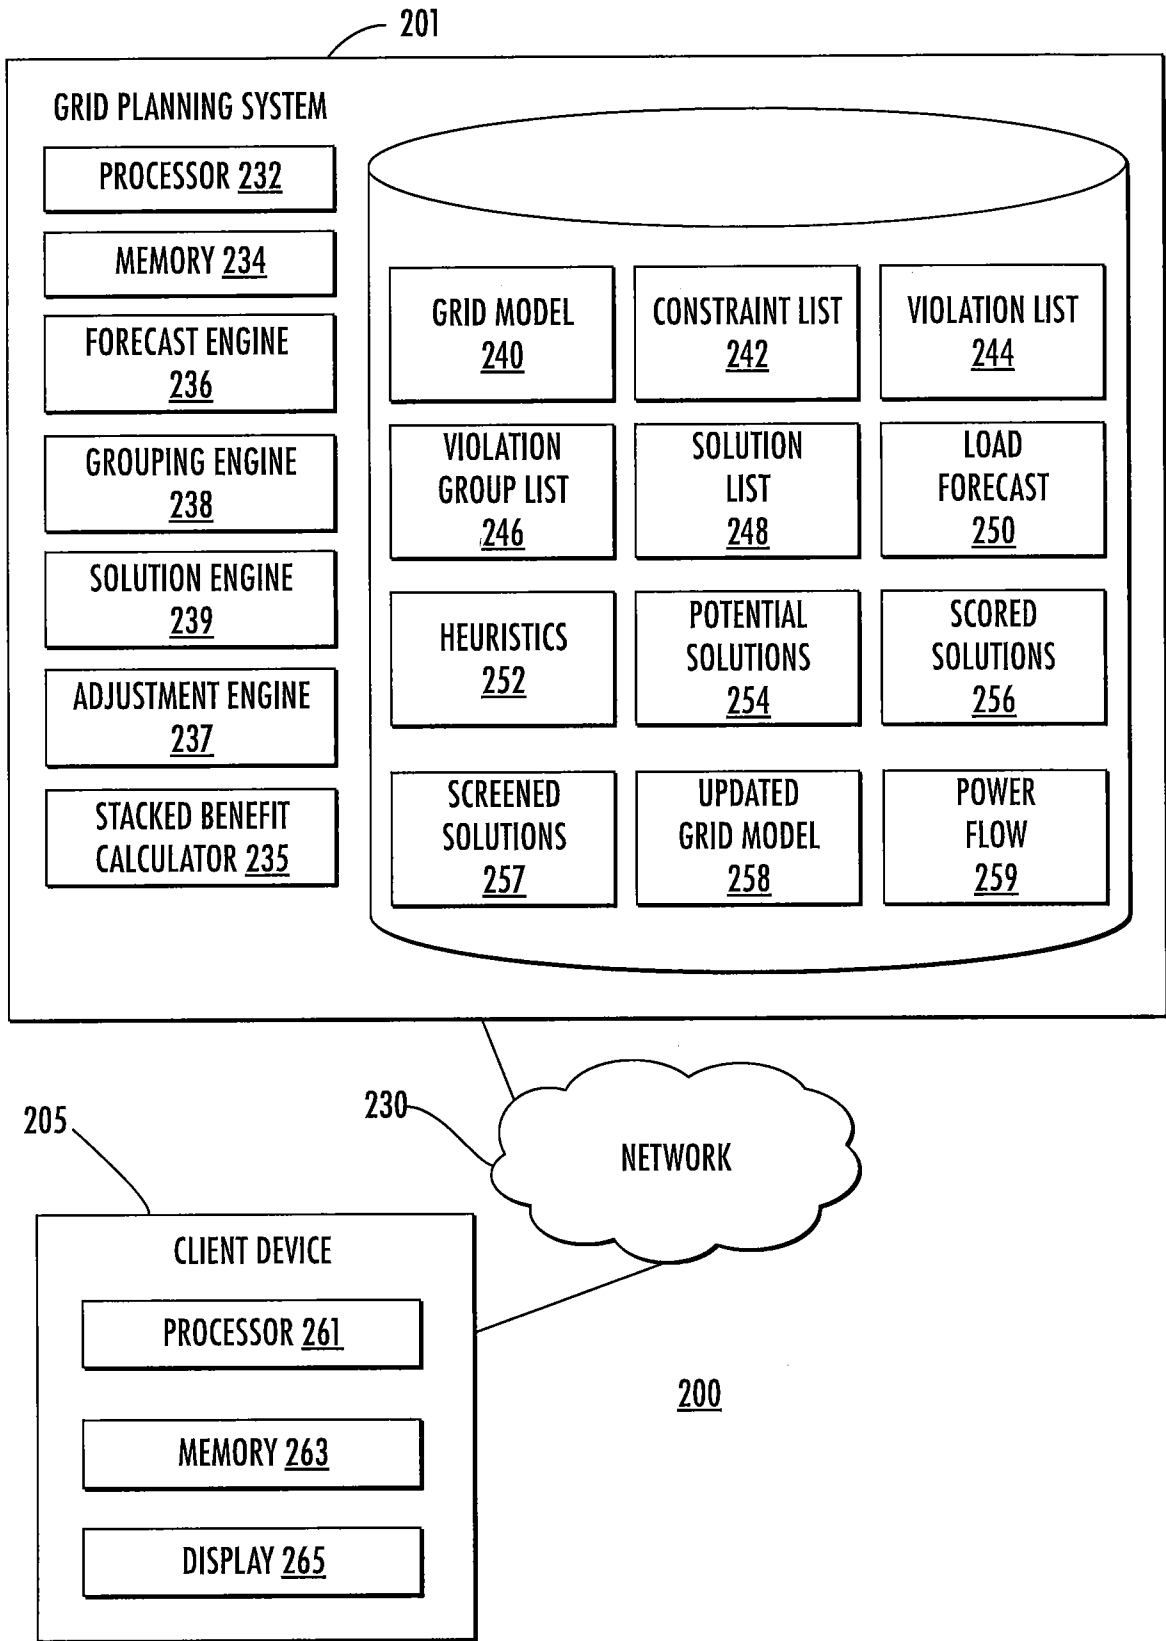 201
GRID PLANNING SYSTEM
PROCESSOR 232
MEMORY 234
FORECAST ENGINE
236
GROUPING ENGINE
238
SOLUTION ENGINE
239
ADJUSTMENT ENGINE
237
STACKED BENEFIT
CALCULATOR 235
GRID MODEL
240
CONSTRAINT LIST
242
VIOLATION LIST
244
VIOLATION
GROUP LIST
246
SOLUTION
LIST
248
LOAD
FORECAST
250
HEURISTICS
252
POTENTIAL
SOLUTIONS
254
SCORED
SOLUTIONS
256
SCREENED
SOLUTIONS
257
UPDATED
GRID MODEL
258
POWER
FLOW
259
230
NETWORK
205
CLIENT DEVICE
PROCESSOR 261
MEMORY 263
DISPLAY 265
200